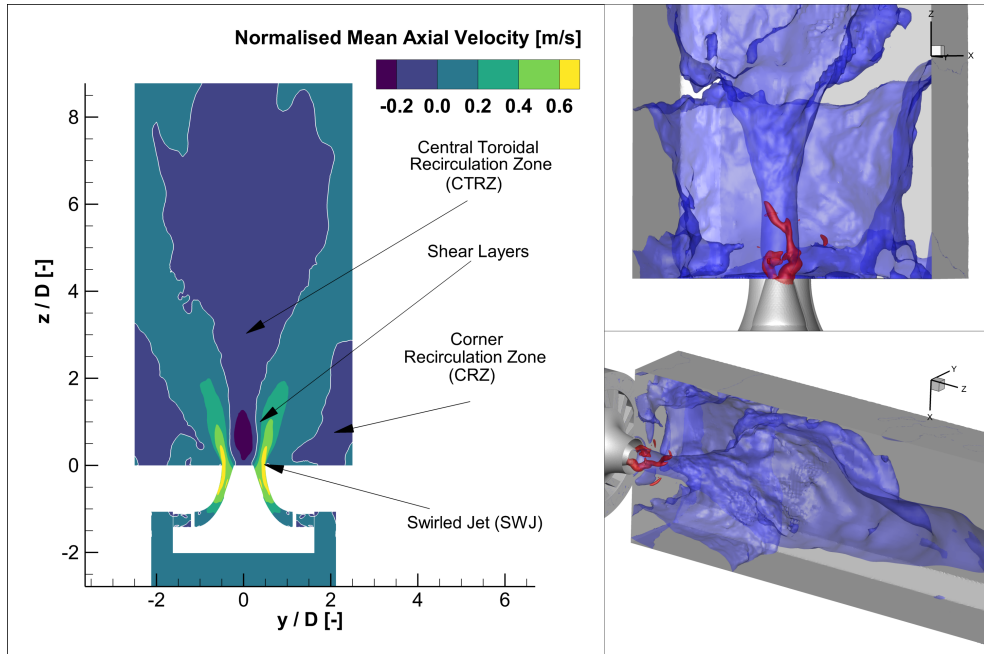 Normalised Mean Axial Velocity [m/s]
-0.2 0.0 0.2 0.4 0.6
Central Toroidal
Recirculation Zone
(CTRZ)
Shear Layers
Corner
Recirculation Zone
(CRZ)
Swirled Jet (SWJ)
z / D [-]
8
6
4
2
0
-2
-2 0 2 4 6
y / D [-]
Z
Y X
Y
Z
X